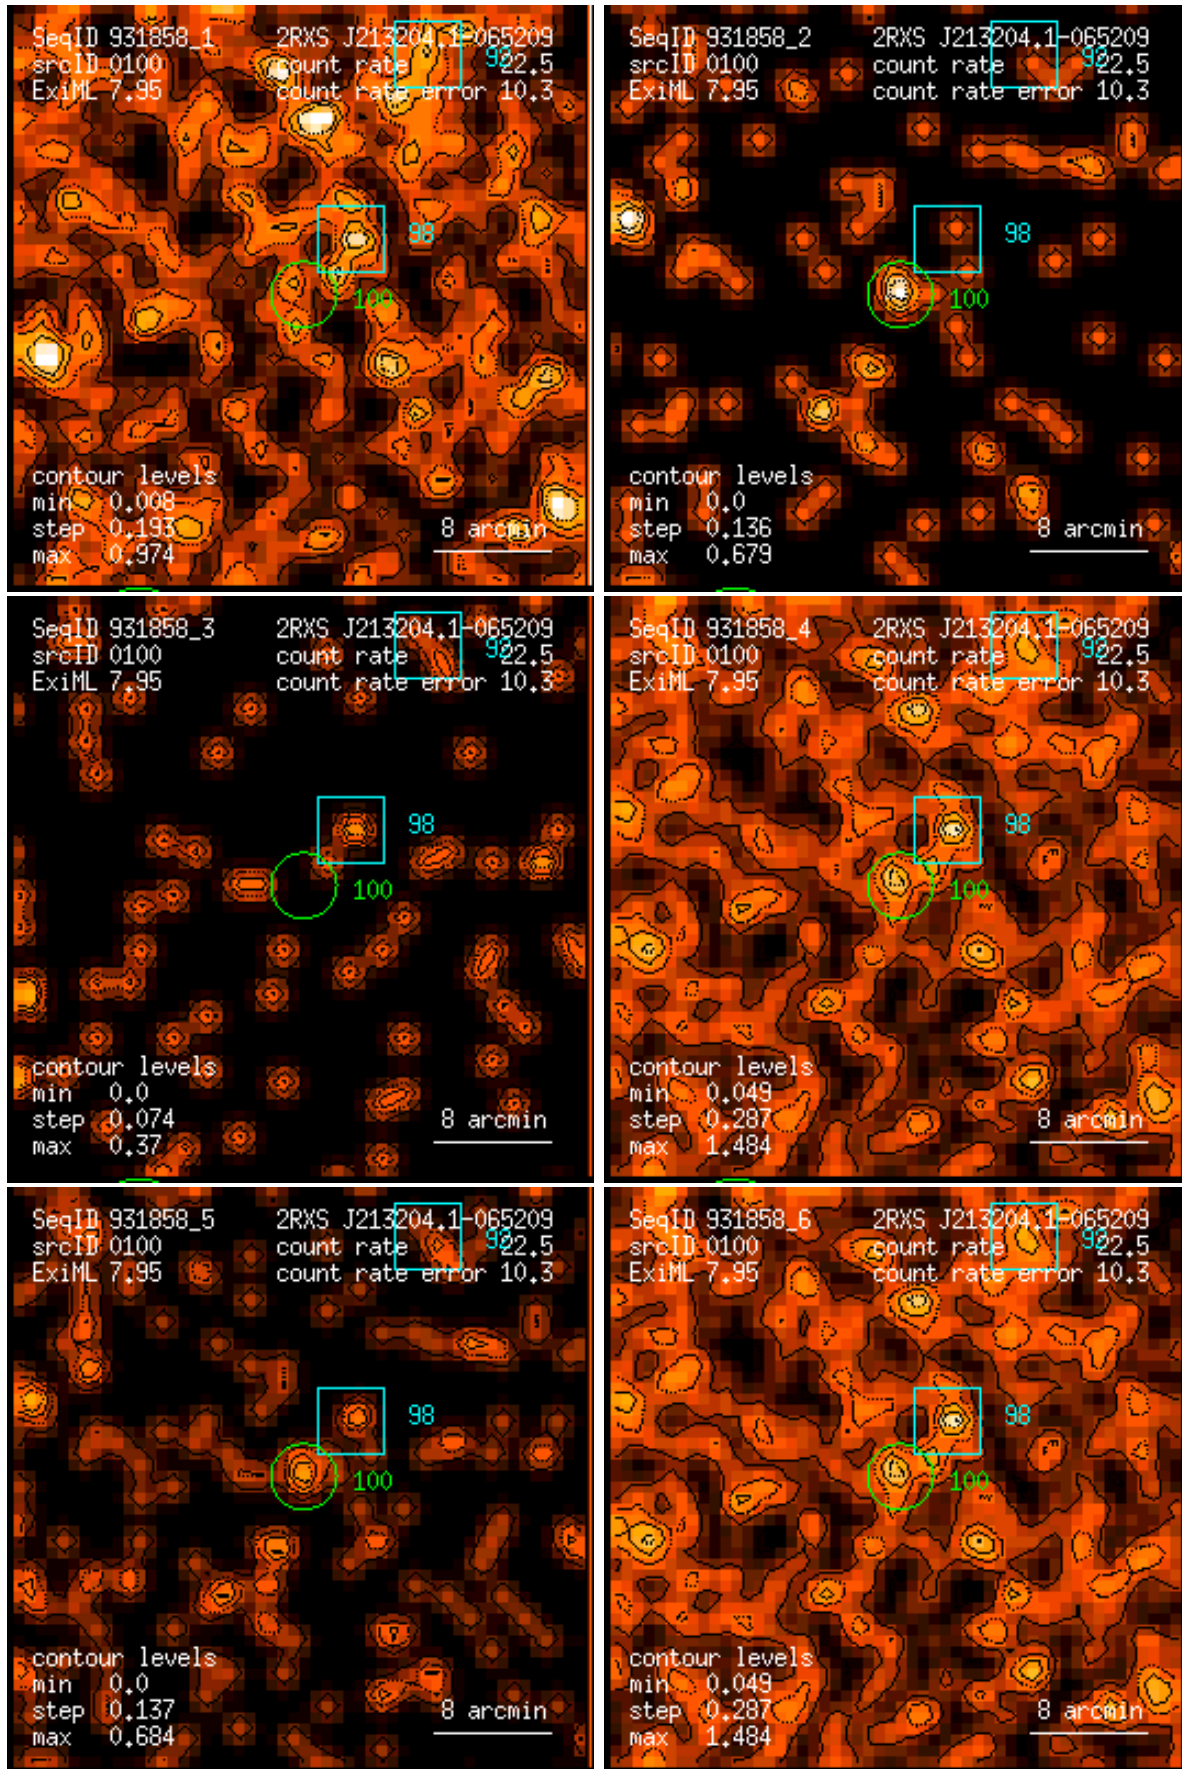 SeqID 931858_1 2RXS J213204.1-065209
srcID 0100 count rate 92 22.5
ExiML 7.95 count rate error 10.3
98
100
contour levels
min 0.008
step 0.193 8 arcmin
max 0.974
SeqID 931858_2 2RXS J213204.1-065209
srcID 0100 count rate 92 22.5
ExiML 7.95 count rate error 10.3
98
100
contour levels
min 0.0
step 0.136 8 arcmin
max 0.679
SeqID 931858_3 2RXS J213204.1-065209
srcID 0100 count rate 92 22.5
ExiML 7.95 count rate error 10.3
98
100
contour levels
min 0.0
step 0.074 8 arcmin
max 0.37
SeqID 931858_4 2RXS J213204.1-065209
srcID 0100 count rate 92 22.5
ExiML 7.95 count rate error 10.3
98
100
contour levels
min 0.049
step 0.287 8 arcmin
max 1.484
SeqID 931858_5 2RXS J213204.1-065209
srcID 0100 count rate 92 22.5
ExiML 7.95 count rate error 10.3
98
100
contour levels
min 0.0
step 0.137 8 arcmin
max 0.684
SeqID 931858_6 2RXS J213204.1-065209
srcID 0100 count rate 92 22.5
ExiML 7.95 count rate error 10.3
98
100
contour levels
min 0.049
step 0.287 8 arcmin
max 1.484